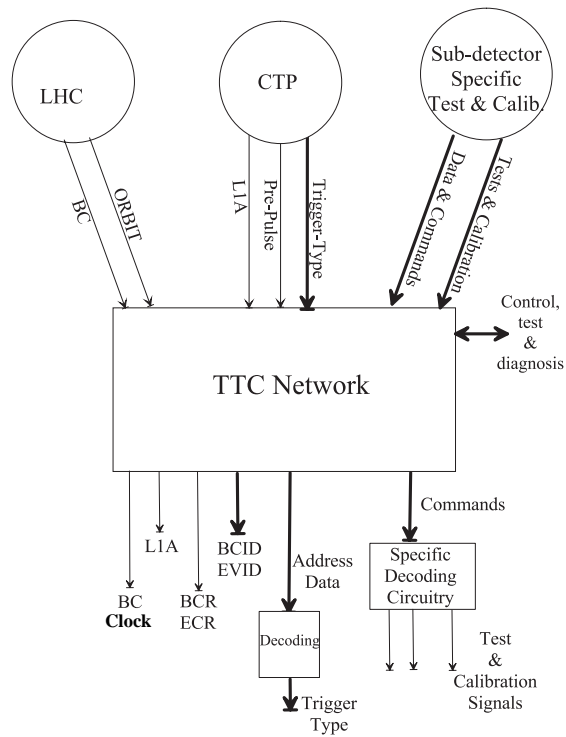 LHC
CTP
Sub-detector
Specific
Test & Calib.
BC
ORBIT
L1A
Pre-Pulse
Trigger-Type
Data & Commands
Tests & Calibration
Control,
test
&
diagnosis
TTC Network
L1A
BC
Clock
BCR
ECR
BCID
EVID
Address
Data
Commands
Specific
Decoding
Circuitry
Decoding
Trigger
Type
Test
&
Calibration
Signals